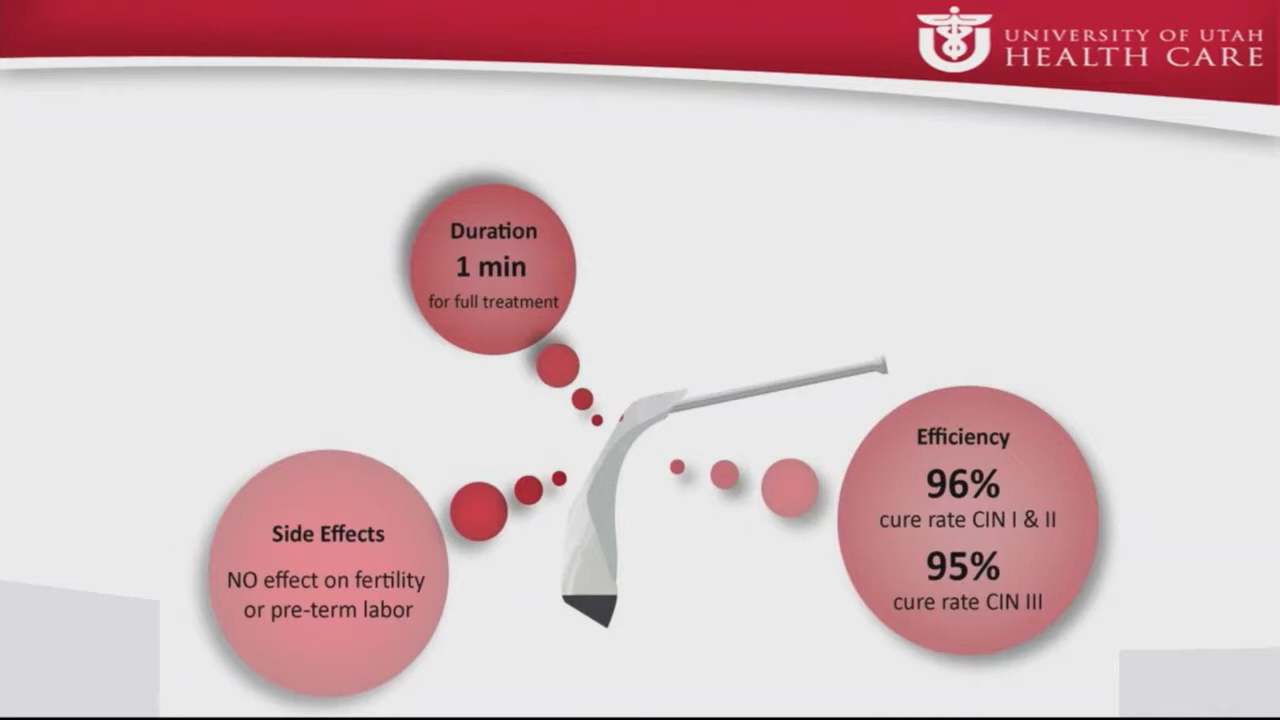 UNIVERSITY OF UTAH
HEALTH CARE
Duration
1 min
for full treatment
Side Effects
NO effect on fertility
or pre-term labor
Efficiency
96%
cure rate CIN I & II
95%
cure rate CIN III